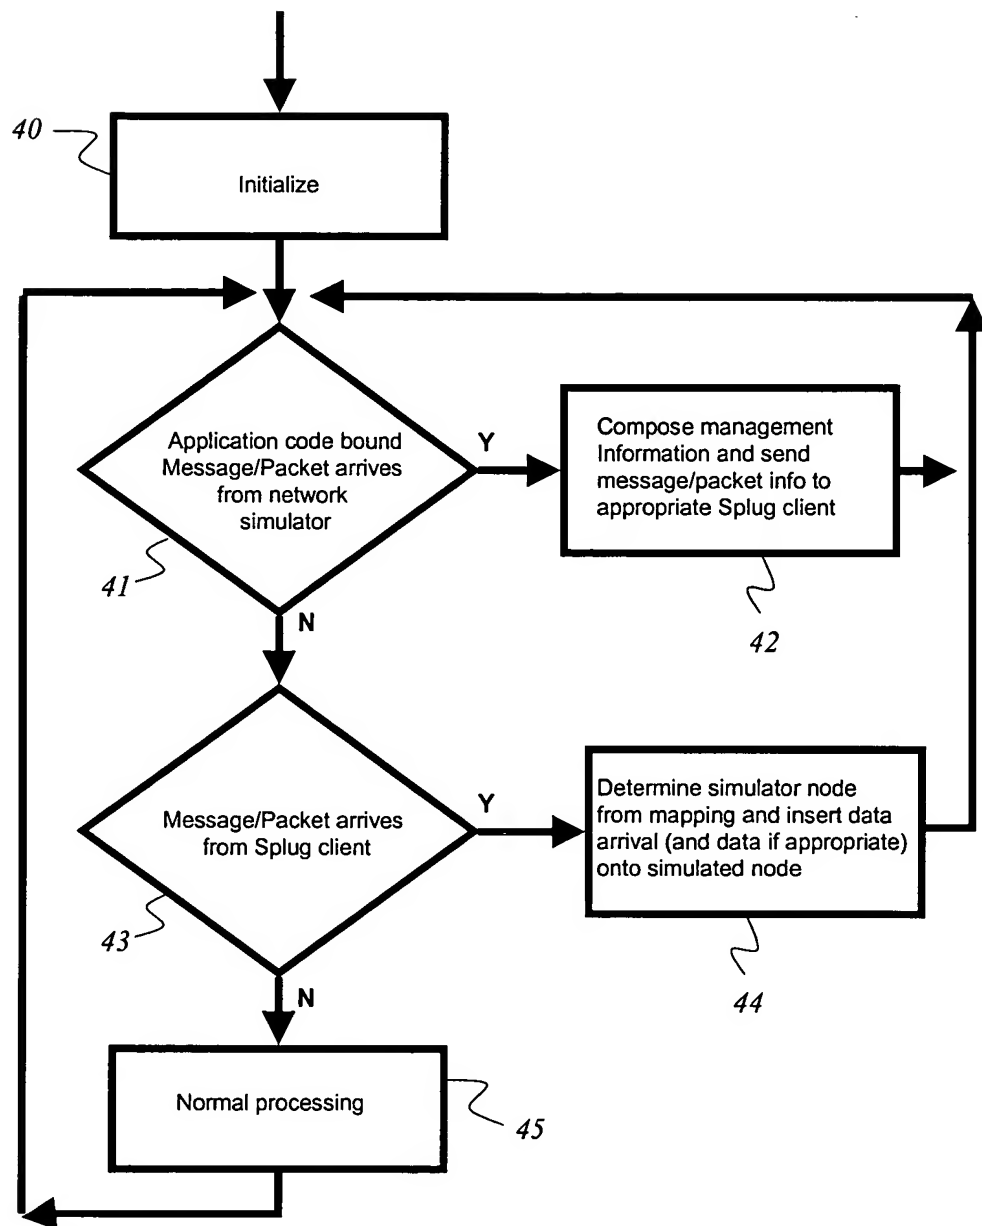 40
Initialize
Application code bound
Message/Packet arrives
from network
simulator
41
Y
Compose management
Information and send
message/packet info to
appropriate Splug client
42
N
Message/Packet arrives
from Splug client
43
Y
Determine simulator node
from mapping and insert data
arrival (and data if appropriate)
onto simulated node
44
N
Normal processing
45